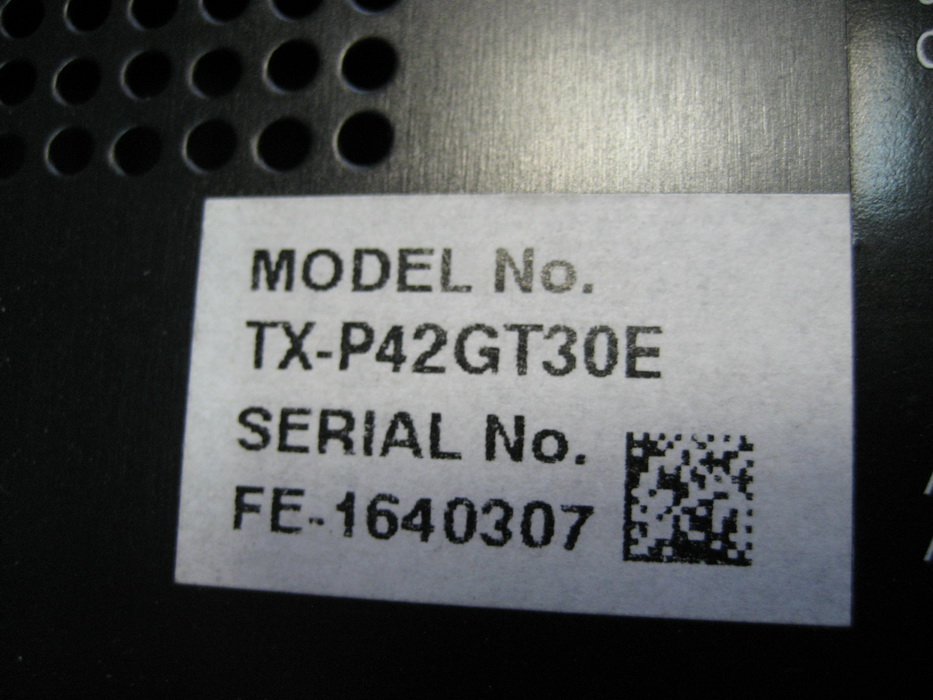 MODEL No.
TX-P42GT30E
SERIAL No.
FE-1640307